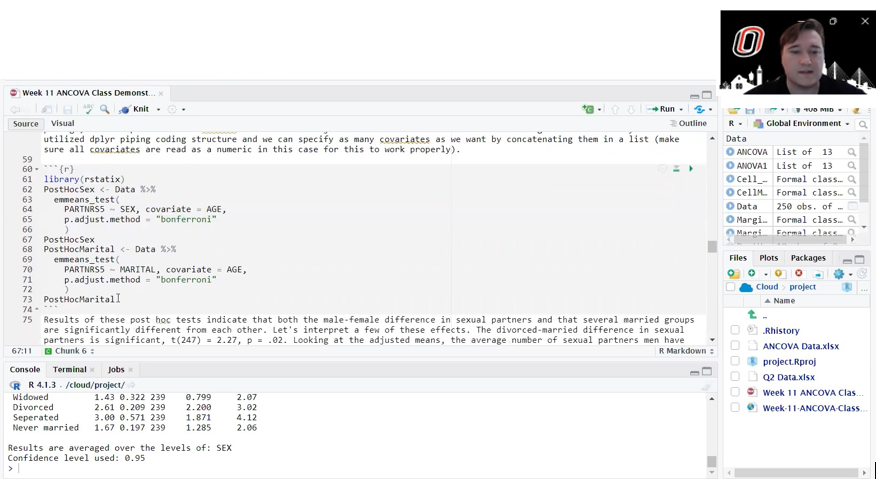 Week 11 ANCOVA Class Demonst...
Knit
Run
Source
Visual
Outline
utilized dplyr piping coding structure and we can specify as many covariates as we want by concatenating them in a list (make
sure all covariates are read as a numeric in this case for this to work properly).
59
60 ```{r}
61 library(rstatix)
62 PostHocSex <- Data %>%
63 emmeans_test(
64 PARTNRS5 ~ SEX, covariate = AGE,
65 p.adjust.method = "bonferroni"
66 )
67 PostHocSex
68 PostHocMarital <- Data %>%
69 emmeans_test(
70 PARTNRS5 ~ MARITAL, covariate = AGE,
71 p.adjust.method = "bonferroni"
72 )
73 PostHocMarital
74 ```
75 Results of these post hoc tests indicate that both the male-female difference in sexual partners and that several married groups
are significantly different from each other. Let's interpret a few of these effects. The divorced-married difference in sexual
partners is significant, t(247) = 2.27, p = .02. Looking at the adjusted means, the average number of sexual partners men have
67:11
Chunk 6
R Markdown
Console
Terminal
Jobs
R 4.1.3 . /cloud/project/
Widowed 1.43 0.322 239 0.799 2.07
Divorced 2.61 0.209 239 2.200 3.02
Seperated 3.00 0.571 239 1.871 4.12
Never married 1.67 0.197 239 1.285 2.06
Results are averaged over the levels of: SEX
Confidence level used: 0.95
>
408 MiB
R
Global Environment
Data
ANCOVA List of 13
ANOVA1 List of 13
Cell_... Formal class...
CellM... Formal class...
Data 250 obs. of ...
Margi... Formal class...
Files
Plots
Packages
Cloud
project
Name
..
.Rhistory
ANCOVA Data.xlsx
project.Rproj
Q2 Data.xlsx
Week 11 ANCOVA Clas...
Week-11-ANCOVA-Class...